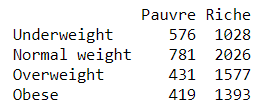 Pauvre Riche
Underweight 576 1028
Normal weight 781 2026
Overweight 431 1577
Obese 419 1393